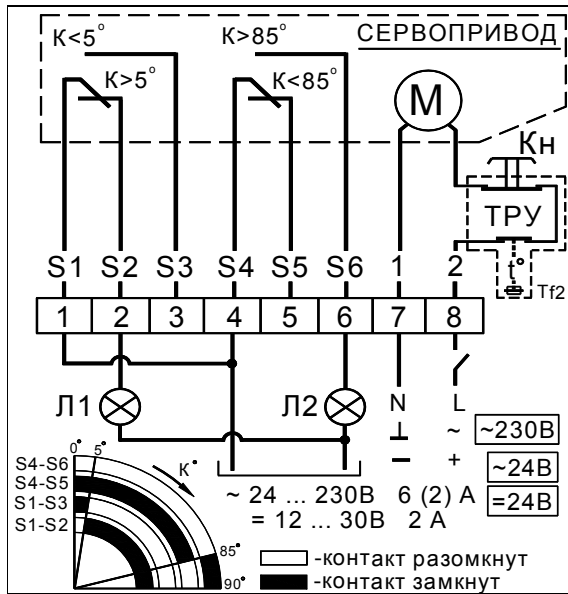 СЕРВОПРИВОД
К<5° К>85°
К>5° К<85°
М
Кн
ТРУ
t°
Tf2
S1 S2 S3 S4 S5 S6 1 2
1 2 3 4 5 6 7 8
Л1 Л2 N L
⊥ ~ ~230В
− + ~24В
=24В
~ 24 ... 230В 6 (2) А
= 12 ... 30В 2 А
0° 5°
К°
S4-S6
S4-S5
S1-S3
S1-S2
85°
90°
-контакт разомкнут
-контакт замкнут